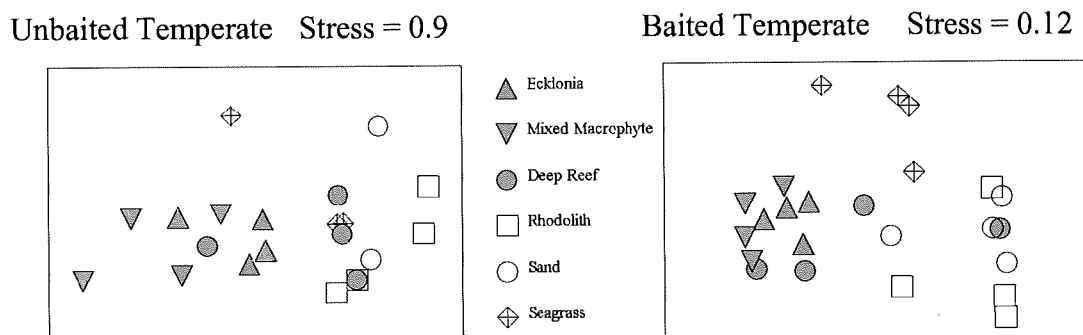 Unbaited Temperate Stress = 0.9
Baited Temperate Stress = 0.12
Ecklonia
Mixed Macrophyte
Deep Reef
Rhodolith
Sand
Seagrass